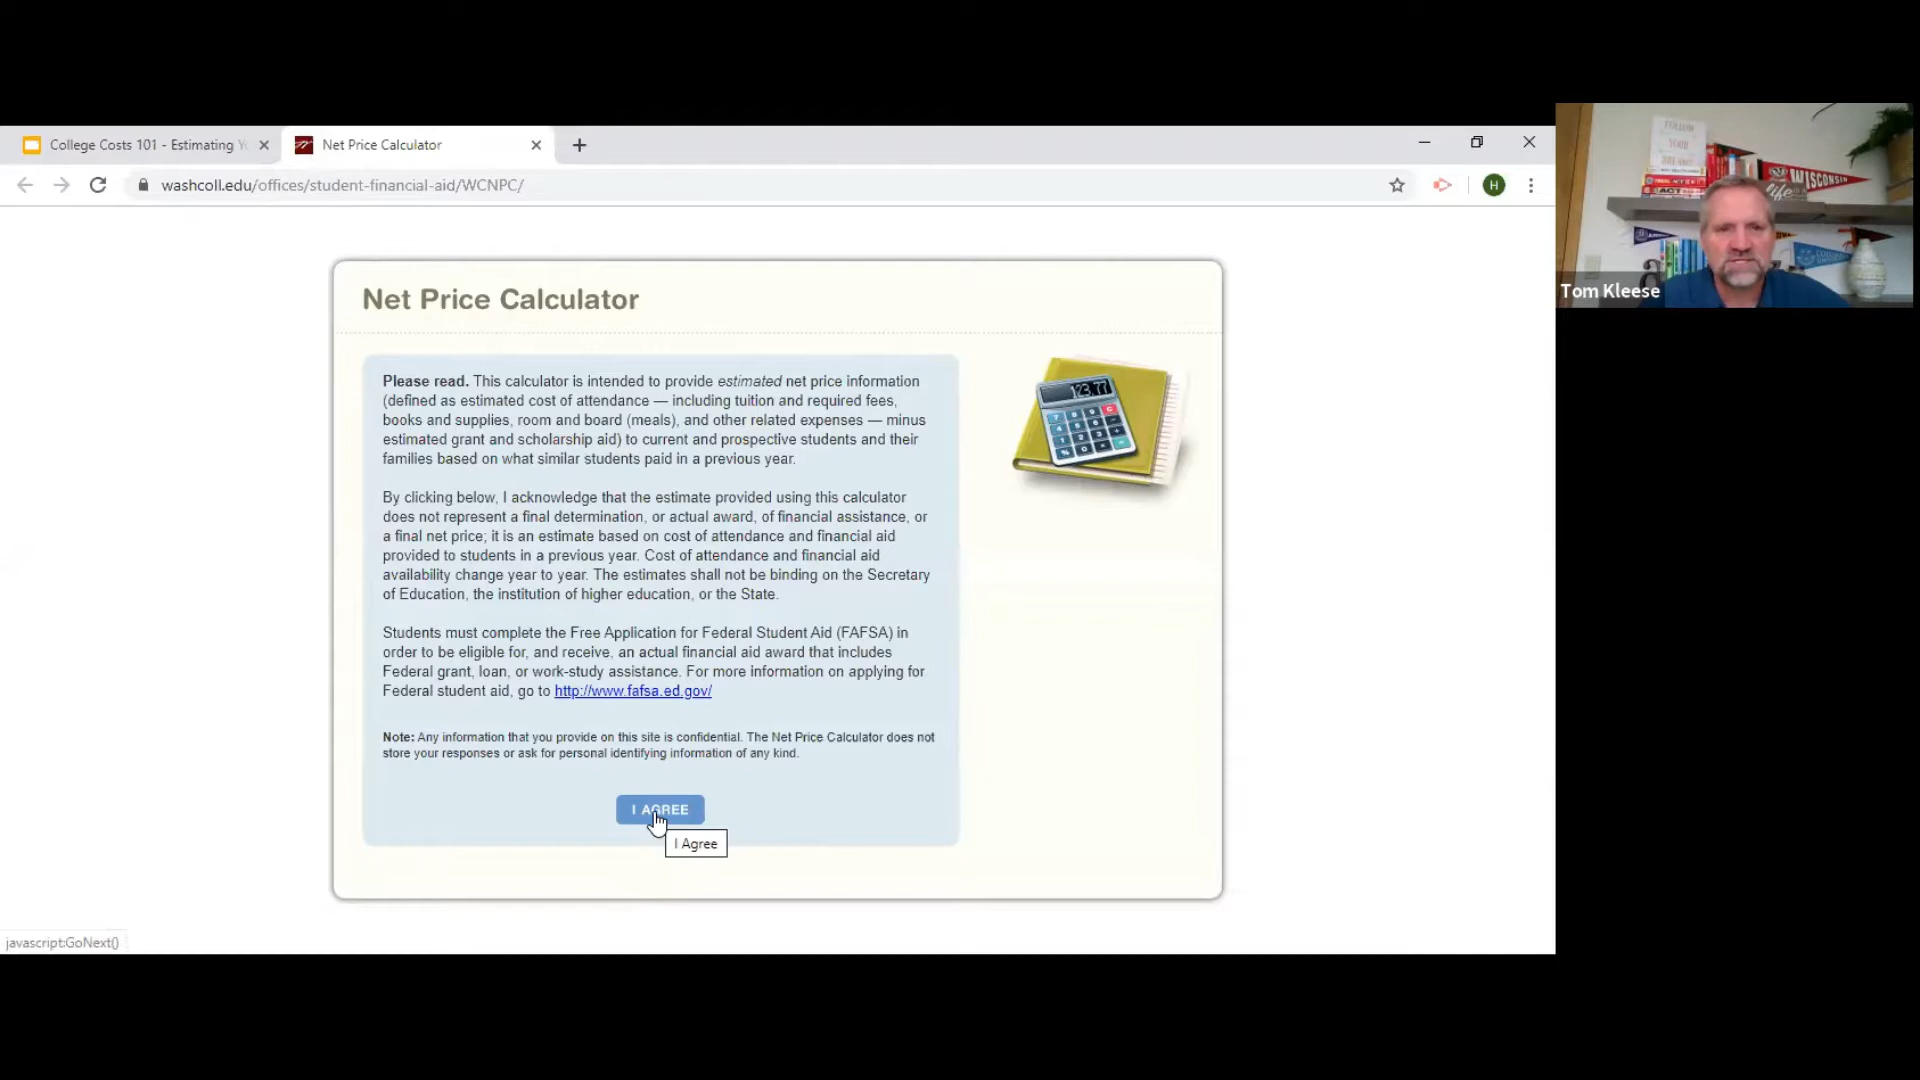 College Costs 101 - Estimating Y
Net Price Calculator
washcoll.edu/offices/student-financial-aid/WCNPC/
H
Net Price Calculator
Please read. This calculator is intended to provide estimated net price information
(defined as estimated cost of attendance — including tuition and required fees,
books and supplies, room and board (meals), and other related expenses — minus
estimated grant and scholarship aid) to current and prospective students and their
families based on what similar students paid in a previous year.
By clicking below, I acknowledge that the estimate provided using this calculator
does not represent a final determination, or actual award, of financial assistance, or
a final net price; it is an estimate based on cost of attendance and financial aid
provided to students in a previous year. Cost of attendance and financial aid
availability change year to year. The estimates shall not be binding on the Secretary
of Education, the institution of higher education, or the State.
Students must complete the Free Application for Federal Student Aid (FAFSA) in
order to be eligible for, and receive, an actual financial aid award that includes
Federal grant, loan, or work-study assistance. For more information on applying for
Federal student aid, go to http://www.fafsa.ed.gov/
Note: Any information that you provide on this site is confidential. The Net Price Calculator does not
store your responses or ask for personal identifying information of any kind.
I AGREE
I Agree
javascript:GoNext()
123.77
FOLLOW
YOUR
WISCONSIN
life is
ACT
Tom Kleese